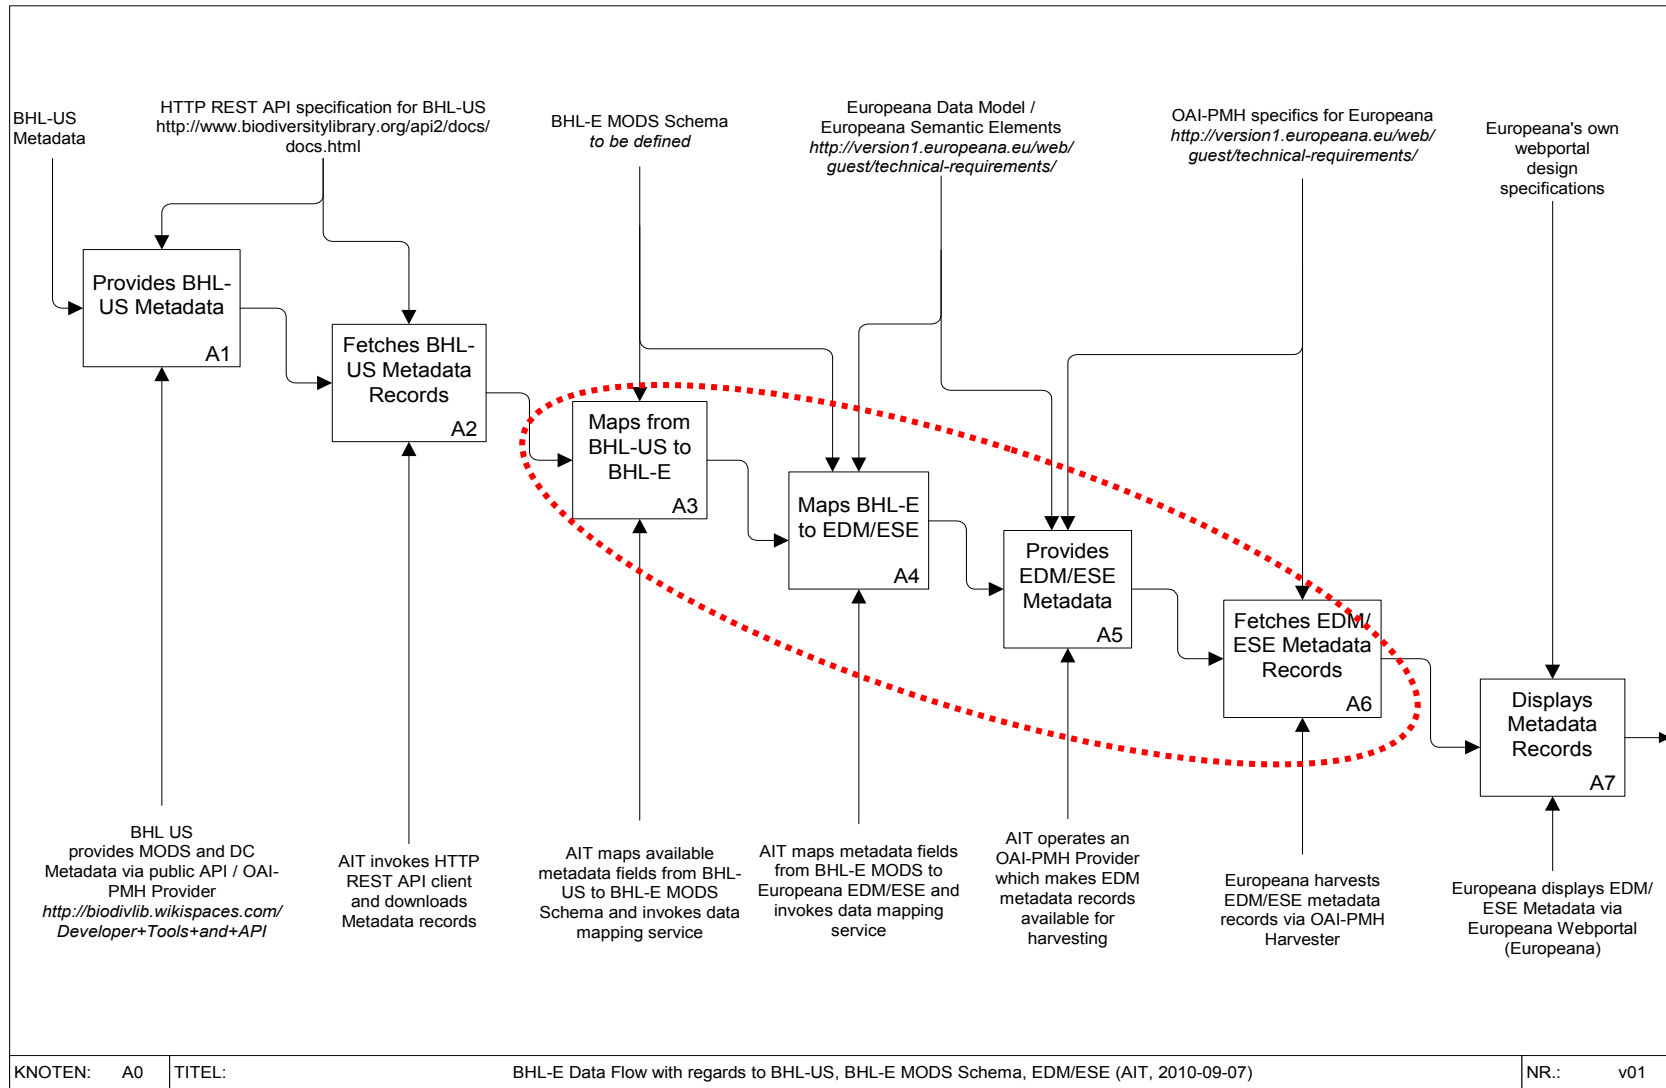 BHL-US
Metadata
HTTP REST API specification for BHL-US
http://www.biodiversitylibrary.org/api2/docs/
docs.html
BHL-E MODS Schema
to be defined
Europeana Data Model /
Europeana Semantic Elements
http://version1.europeana.eu/web/
guest/technical-requirements/
OAI-PMH specifics for Europeana
http://version1.europeana.eu/web/
guest/technical-requirements/
Europeana's own
webportal
design
specifications
Provides BHL-
US Metadata
A1
Fetches BHL-
US Metadata
Records
A2
Maps from
BHL-US to
BHL-E
A3
Maps BHL-E
to EDM/ESE
A4
Provides
EDM/ESE
Metadata
A5
Fetches EDM/
ESE Metadata
Records
A6
Displays
Metadata
Records
A7
BHL US
provides MODS and DC
Metadata via public API / OAI-
PMH Provider
http://biodivlib.wikispaces.com/
Developer+Tools+and+API
AIT invokes HTTP
REST API client
and downloads
Metadata records
AIT maps available
metadata fields from BHL-
US to BHL-E MODS
Schema and invokes data
mapping service
AIT maps metadata fields
from BHL-E MODS to
Europeana EDM/ESE and
invokes data mapping
service
AIT operates an
OAI-PMH Provider
which makes EDM
metadata records
available for
harvesting
Europeana harvests
EDM/ESE metadata
records via OAI-PMH
Harvester
Europeana displays EDM/
ESE Metadata via
Europeana Webportal
(Europeana)
KNOTEN: A0 TITEL: BHL-E Data Flow with regards to BHL-US, BHL-E MODS Schema, EDM/ESE (AIT, 2010-09-07) NR.: v01